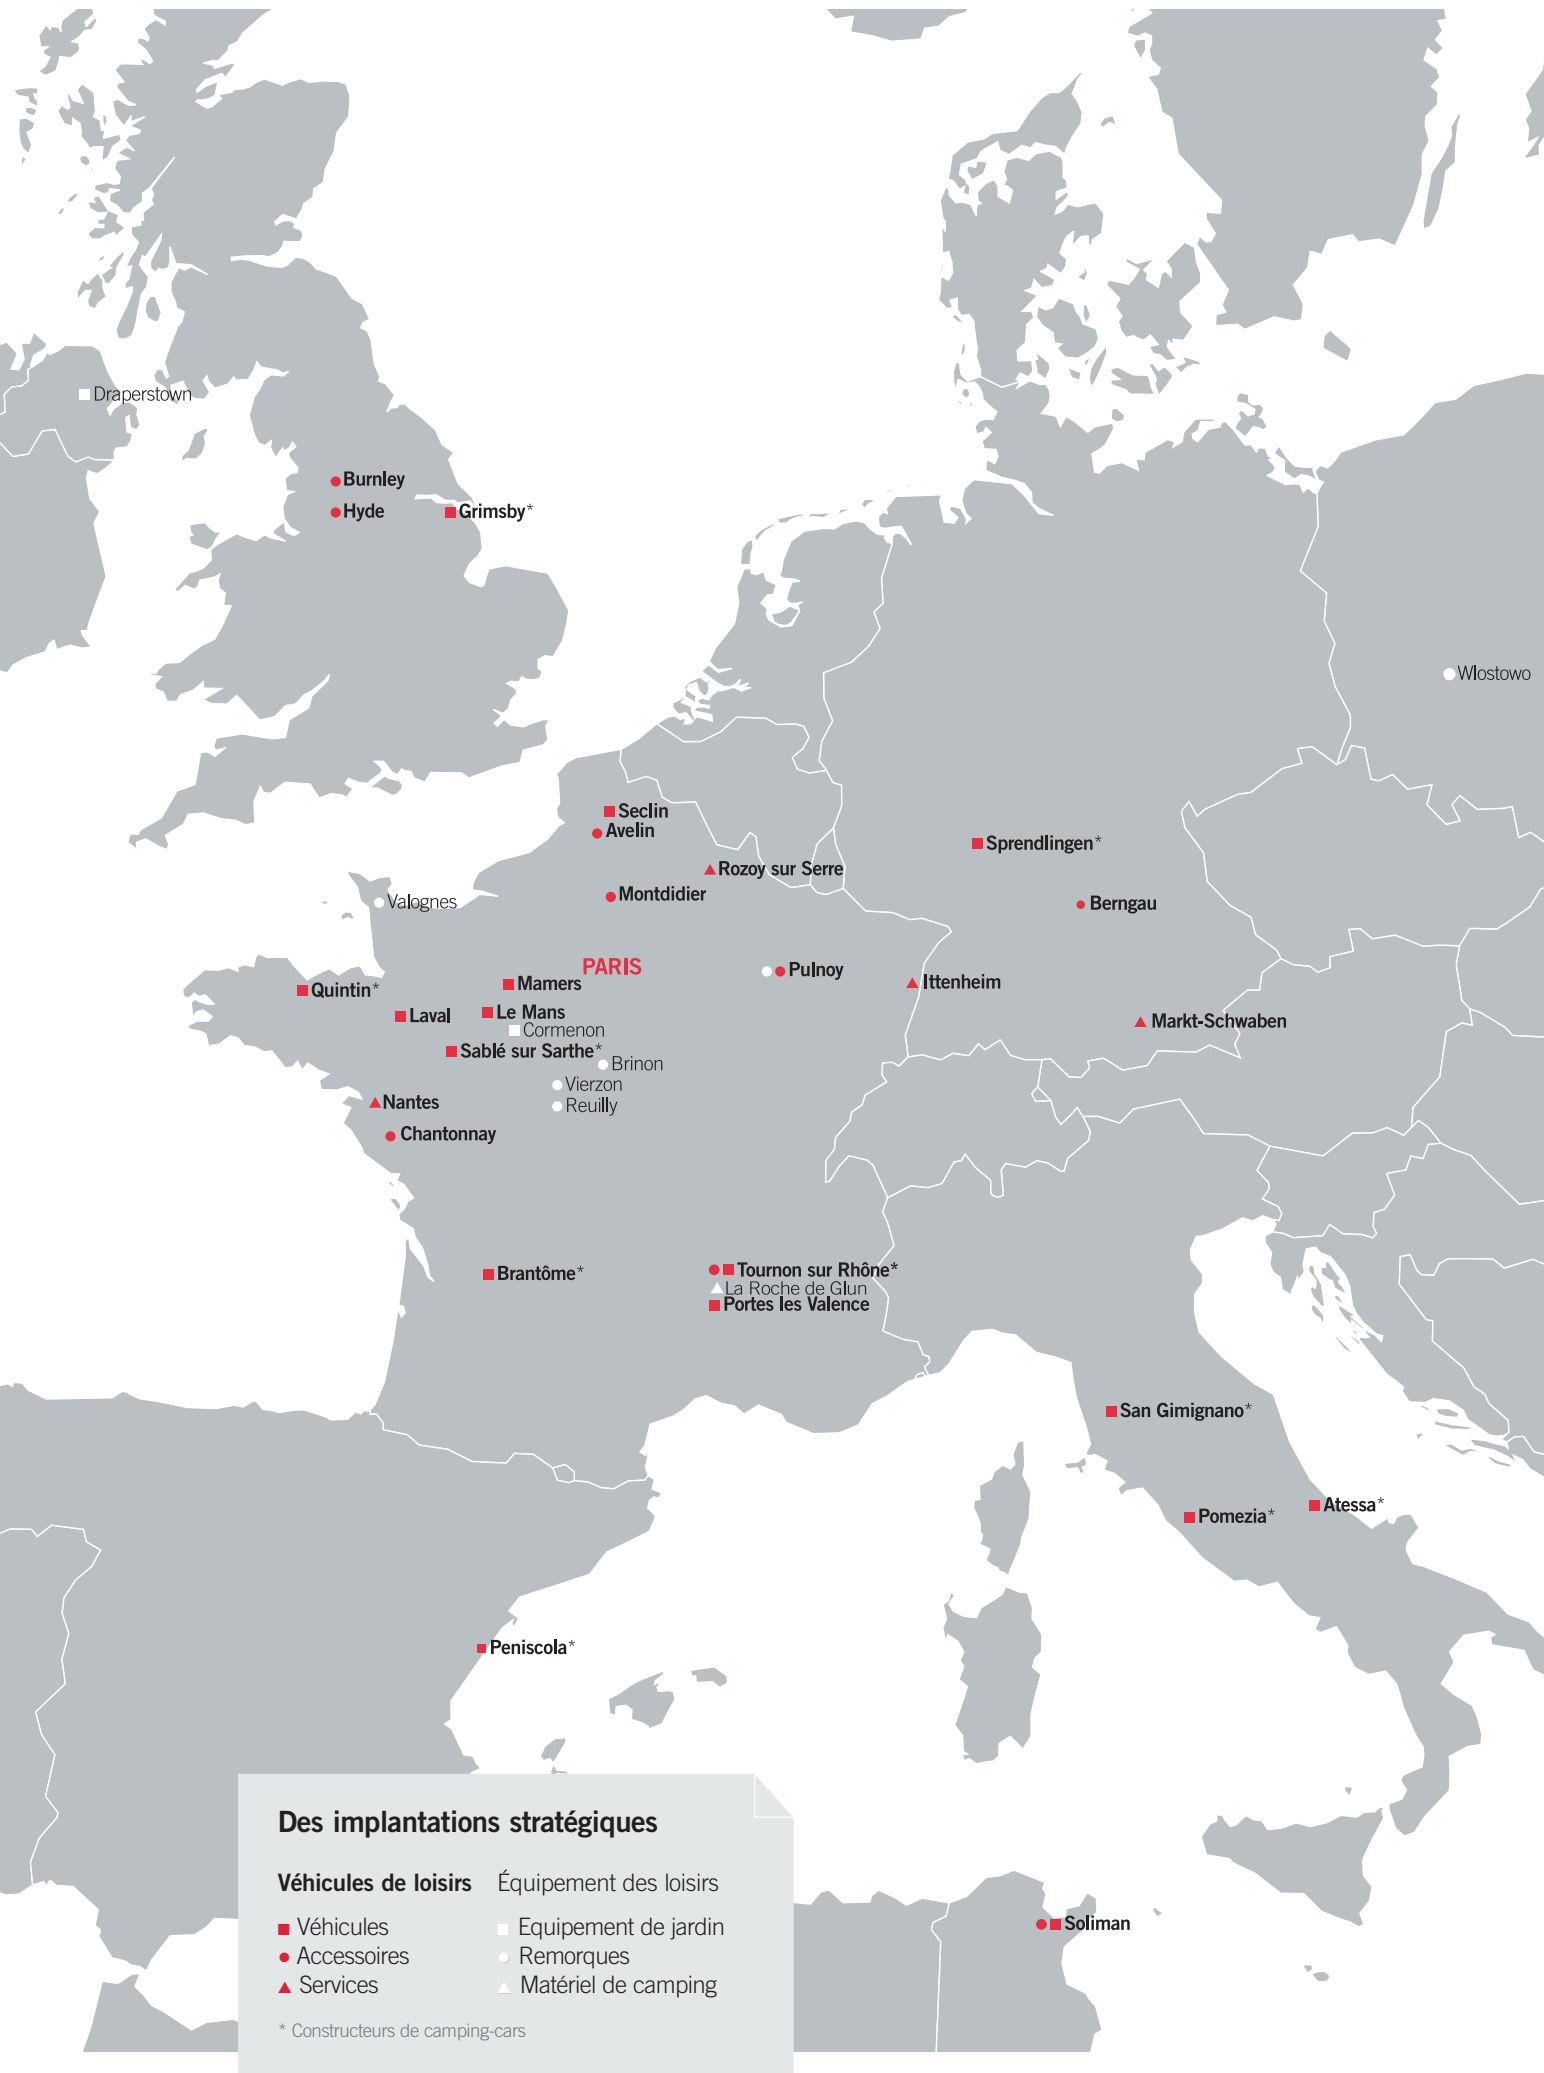 Draperstown
Burnley
Hyde
Grimsby*
Wlostowo
Seclin
Avelin
Sprendlingen*
Rozoy sur Serre
Montdidier
Valognes
Berngau
PARIS
Pulnoy
Mamers
Ittenheim
Quintin*
Le Mans
Laval
Cormenon
Markt-Schwaben
Sablé sur Sarthe*
Brinon
Vierzon
Nantes
Reuilly
Chantonnay
Brantôme*
Tournon sur Rhône*
La Roche de Glun
Portes les Valence
San Gimignano*
Atessa*
Pomezia*
Peniscola*
Soliman
Des implantations stratégiques
Véhicules de loisirs
Véhicules
Accessoires
Services
Équipement des loisirs
Equipement de jardin
Remorques
Matériel de camping
* Constructeurs de camping-cars